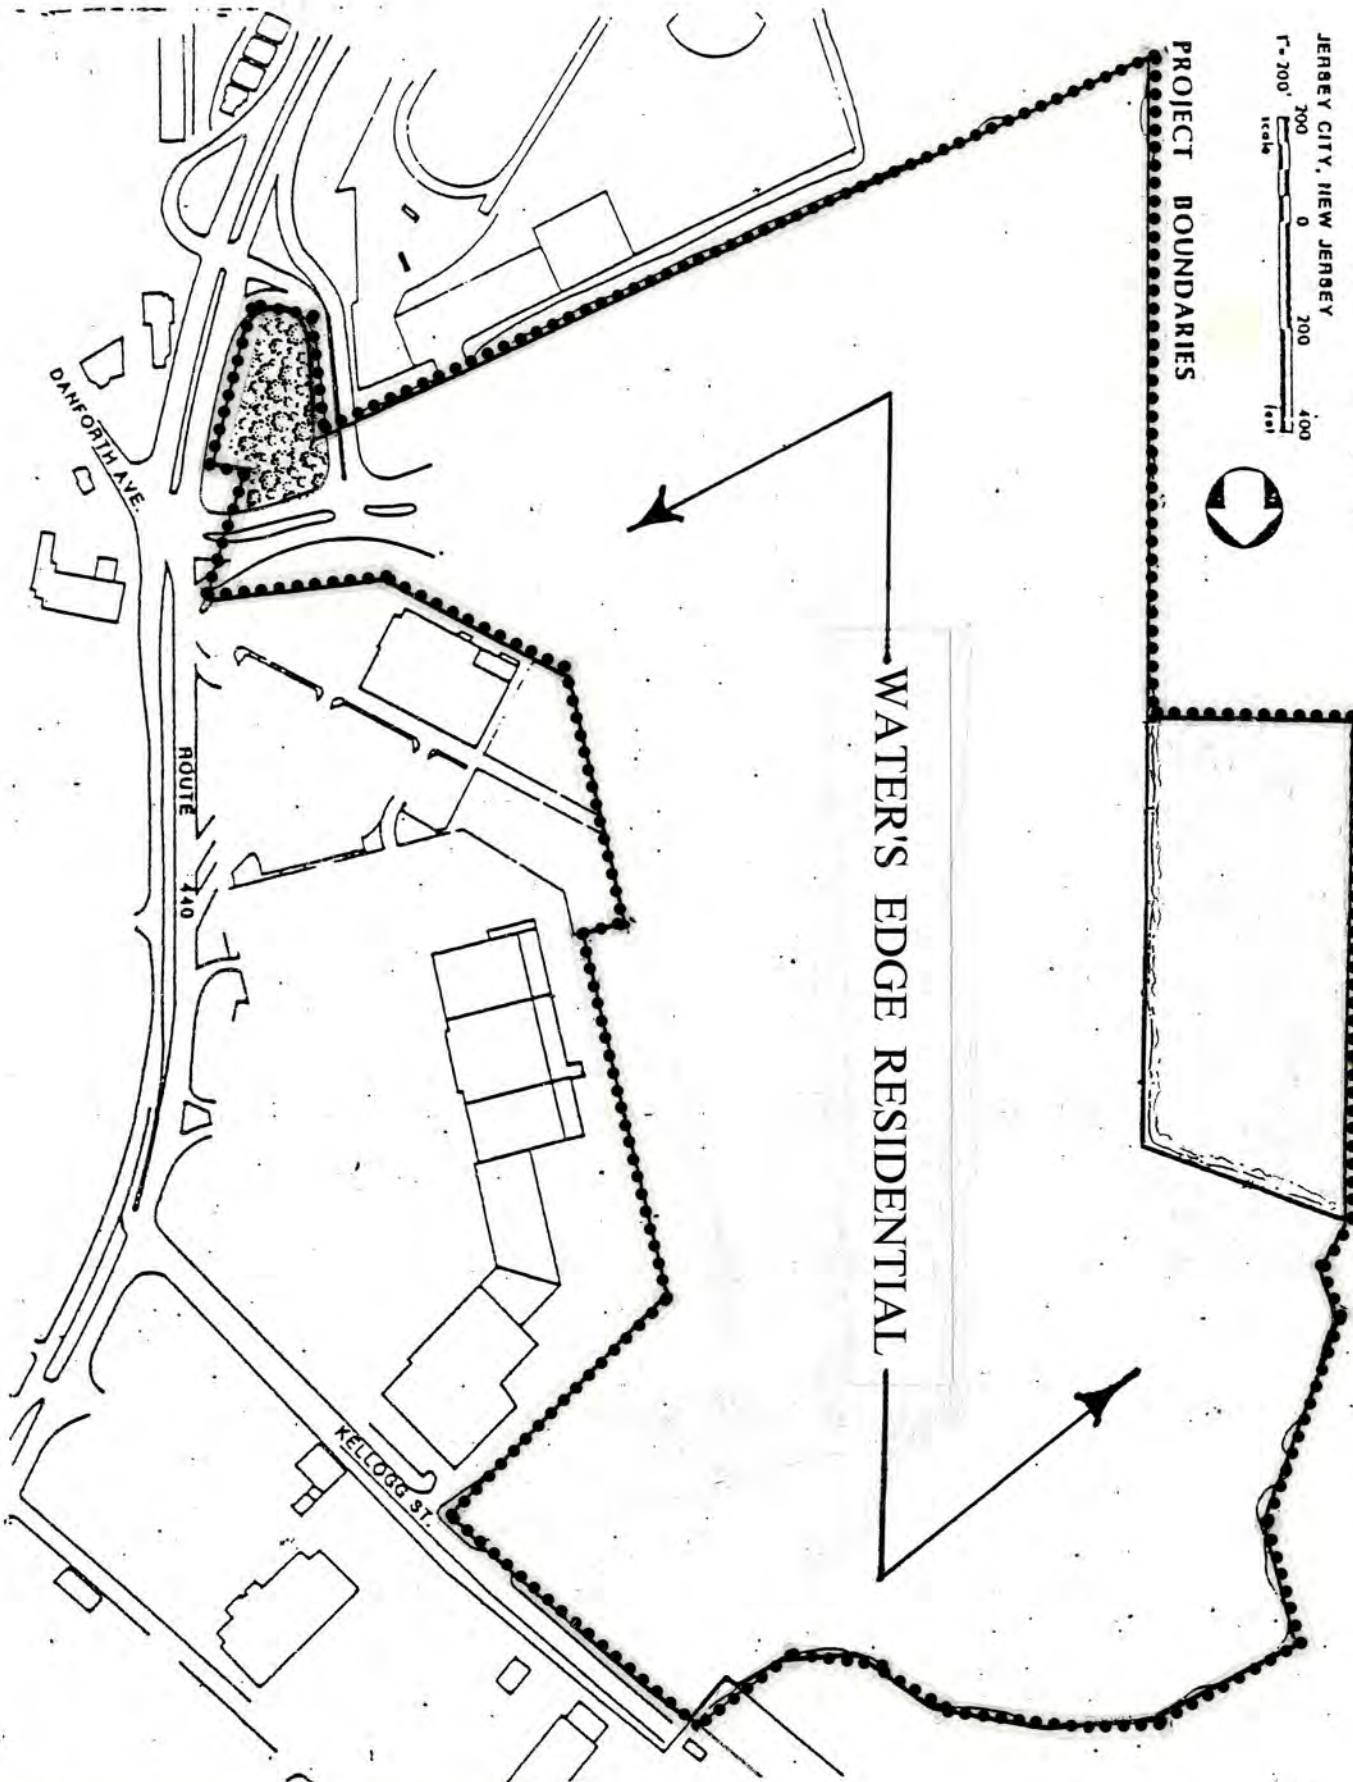 JERSEY CITY, NEW JERSEY
1"= 200'
200 0 200 400
scale feet
PROJECT BOUNDARIES
WATER'S EDGE RESIDENTIAL
DANFORTH AVE.
ROUTE 440
KELLOGG ST.